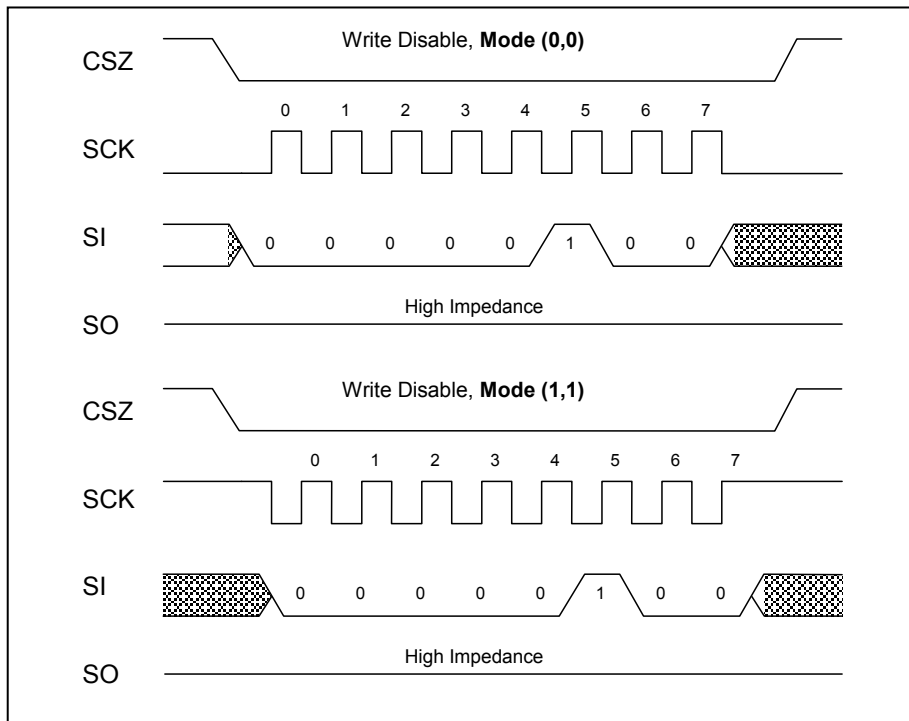 Write Disable, Mode (0,0)
CSZ
0 1 2 3 4 5 6 7
SCK
SI 0 0 0 0 0 1 0 0
High Impedance
SO
Write Disable, Mode (1,1)
CSZ
0 1 2 3 4 5 6 7
SCK
SI 0 0 0 0 0 1 0 0
High Impedance
SO